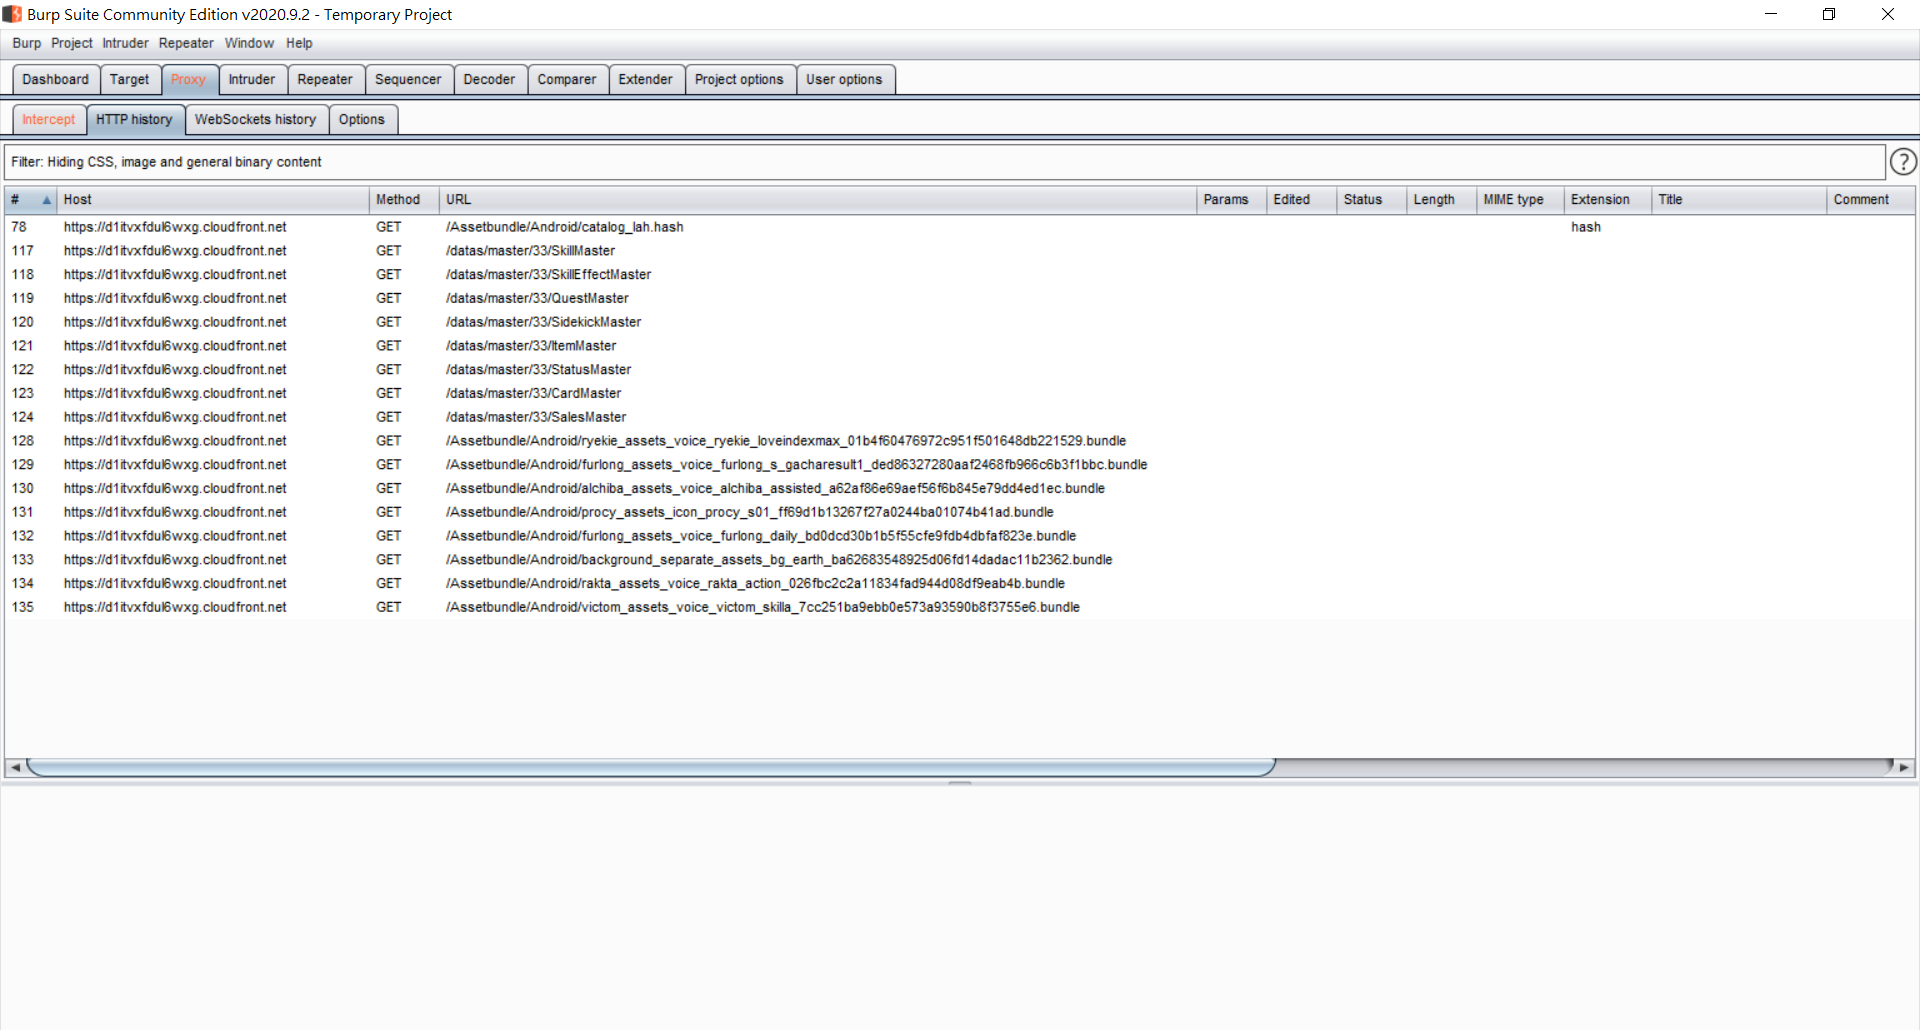 Burp Suite Community Edition v2020.9.2 - Temporary Project
Burp Project Intruder Repeater Window Help
Dashboard Target Proxy Intruder Repeater Sequencer Decoder Comparer Extender Project options User options
Intercept HTTP history WebSockets history Options
Filter: Hiding CSS, image and general binary content ?
# Host Method URL Params Edited Status Length MIME type Extension Title Comment
78 https://d1itvxfdul6wxg.cloudfront.net GET /Assetbundle/Android/catalog_lah.hash hash
117 https://d1itvxfdul6wxg.cloudfront.net GET /datas/master/33/SkillMaster
118 https://d1itvxfdul6wxg.cloudfront.net GET /datas/master/33/SkillEffectMaster
119 https://d1itvxfdul6wxg.cloudfront.net GET /datas/master/33/QuestMaster
120 https://d1itvxfdul6wxg.cloudfront.net GET /datas/master/33/SidekickMaster
121 https://d1itvxfdul6wxg.cloudfront.net GET /datas/master/33/ItemMaster
122 https://d1itvxfdul6wxg.cloudfront.net GET /datas/master/33/StatusMaster
123 https://d1itvxfdul6wxg.cloudfront.net GET /datas/master/33/CardMaster
124 https://d1itvxfdul6wxg.cloudfront.net GET /datas/master/33/SalesMaster
128 https://d1itvxfdul6wxg.cloudfront.net GET /Assetbundle/Android/ryekie_assets_voice_ryekie_loveindexmax_01b4f60476972c951f501648db221529.bundle
129 https://d1itvxfdul6wxg.cloudfront.net GET /Assetbundle/Android/furlong_assets_voice_furlong_s_gacharesult1_ded86327280aaf2468fb966c6b3f1bbc.bundle
130 https://d1itvxfdul6wxg.cloudfront.net GET /Assetbundle/Android/alchiba_assets_voice_alchiba_assisted_a62af86e69aef56f6b845e79dd4ed1ec.bundle
131 https://d1itvxfdul6wxg.cloudfront.net GET /Assetbundle/Android/procy_assets_icon_procy_s01_ff69d1b13267f27a0244ba01074b41ad.bundle
132 https://d1itvxfdul6wxg.cloudfront.net GET /Assetbundle/Android/furlong_assets_voice_furlong_daily_bd0dcd30b1b5f55cfe9fdb4dbfaf823e.bundle
133 https://d1itvxfdul6wxg.cloudfront.net GET /Assetbundle/Android/background_separate_assets_bg_earth_ba62683548925d06fd14dadac11b2362.bundle
134 https://d1itvxfdul6wxg.cloudfront.net GET /Assetbundle/Android/rakta_assets_voice_rakta_action_026fbc2c2a11834fad944d08df9eab4b.bundle
135 https://d1itvxfdul6wxg.cloudfront.net GET /Assetbundle/Android/victom_assets_voice_victom_skilla_7cc251ba9ebb0e573a93590b8f3755e6.bundle